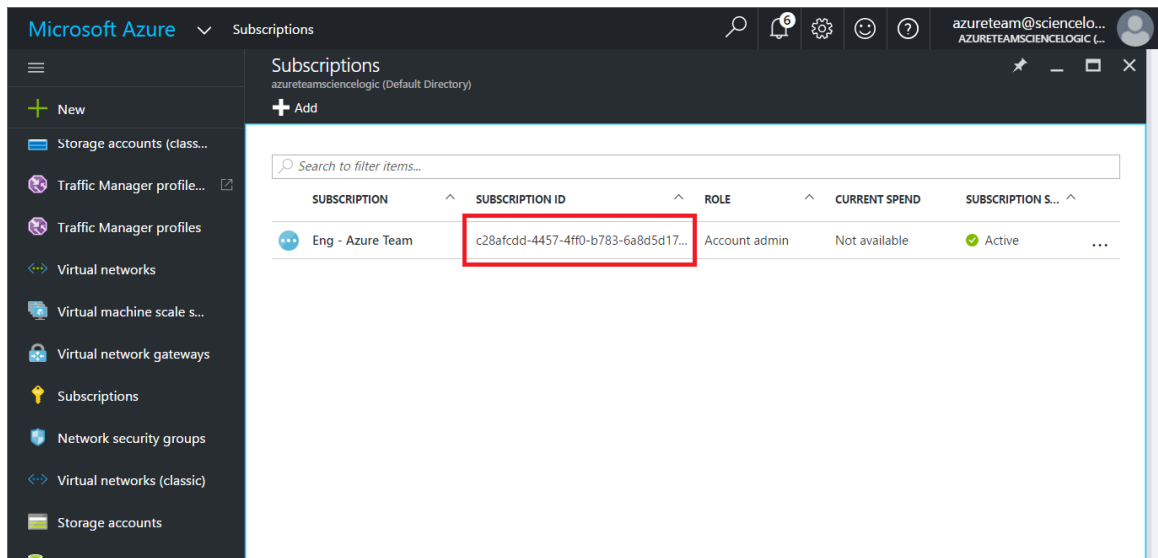 Microsoft Azure Subscriptions 6 azureteam@sciencelo...
AZURETEAMSCIENCELOGIC (...
Subscriptions
azureteamsciencelogic (Default Directory)
Add
New
Storage accounts (class...
Traffic Manager profile...
Traffic Manager profiles
Virtual networks
Virtual machine scale s...
Virtual network gateways
Subscriptions
Network security groups
Virtual networks (classic)
Storage accounts
Search to filter items...
SUBSCRIPTION SUBSCRIPTION ID ROLE CURRENT SPEND SUBSCRIPTION S...
Eng - Azure Team c28afcdd-4457-4ff0-b783-6a8d5d17... Account admin Not available Active ...